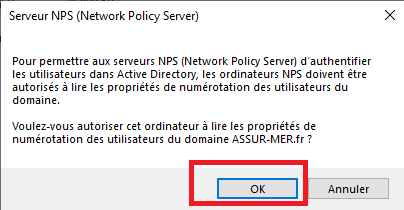 Serveur NPS (Network Policy Server)
Pour permettre aux serveurs NPS (Network Policy Server) d'authentifier
les utilisateurs dans Active Directory, les ordinateurs NPS doivent être
autorisés à lire les propriétés de numérotation des utilisateurs du
domaine.
Voulez-vous autoriser cet ordinateur à lire les propriétés de
numérotation des utilisateurs du domaine ASSUR-MER.fr ?
OK
Annuler